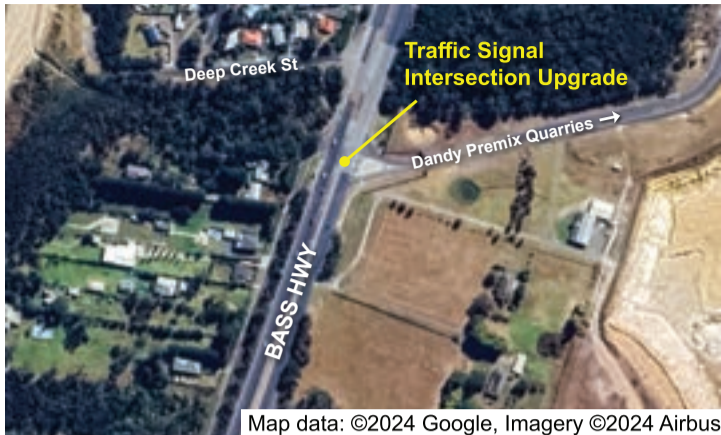 Traffic Signal
Intersection Upgrade
Deep Creek St
Dandy Premix Quarries →
BASS HWY
Map data: ©2024 Google, Imagery ©2024 Airbus